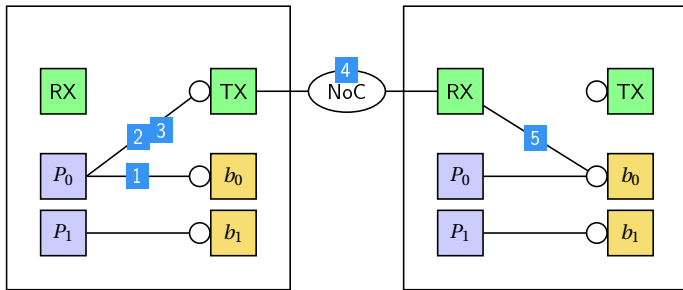 4
RX TX NoC RX TX
2 3 5
P0 1 b0 P0 b0
P1 b1 P1 b1